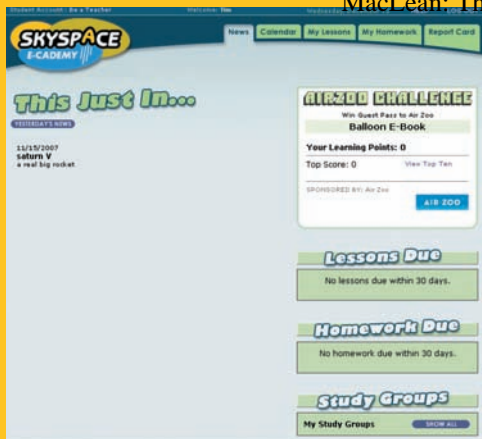 MacLean: Th
Student Account: Be a Teacher Welcome: tim Wednesday,
SKYSPACE
E-CADEMY
News Calendar My Lessons My Homework Report Card
This Just In...
YESTERDAY'S NEWS
11/15/2007
saturn V
a real big rocket
AIRZOO CHALLENGE
Win Guest Pass to Air Zoo
Balloon E-Book
Your Learning Points: 0
Top Score: 0 View Top Ten
SPONSORED BY: Air Zoo
AIR ZOO
Lessons Due
No lessons due within 30 days.
Homework Due
No homework due within 30 days.
Study Groups
My Study Groups SHOW ALL